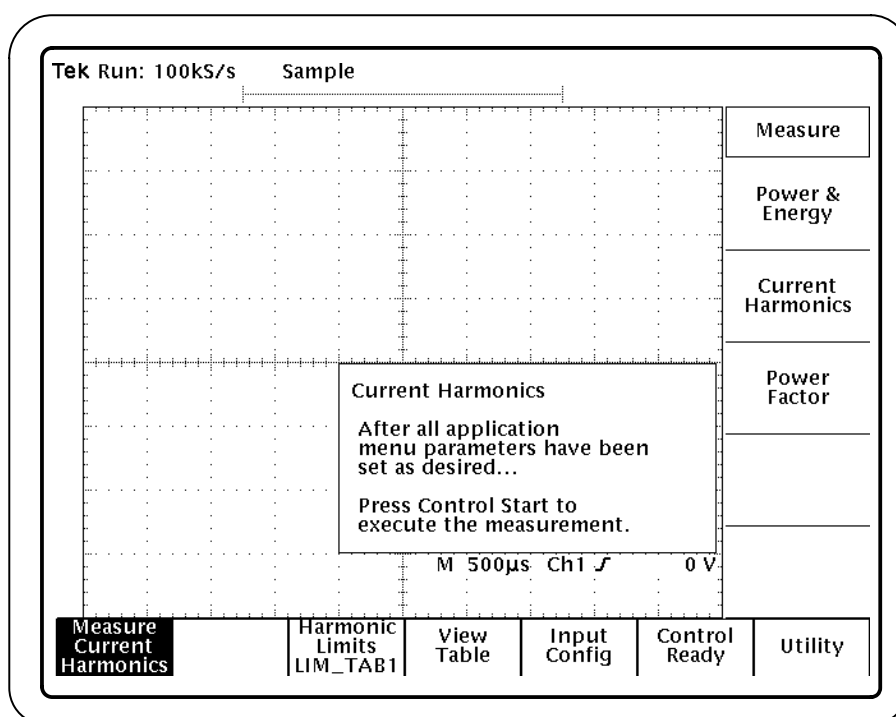 Tek Run: 100kS/s Sample
Measure
Power &
Energy
Current
Harmonics
Power
Factor
Current Harmonics
After all application
menu parameters have been
set as desired...
Press Control Start to
execute the measurement.
M 500µs Ch1 0 V
Measure
Current
Harmonics
Harmonic
Limits
LIM_TAB1
View
Table
Input
Config
Control
Ready
Utility